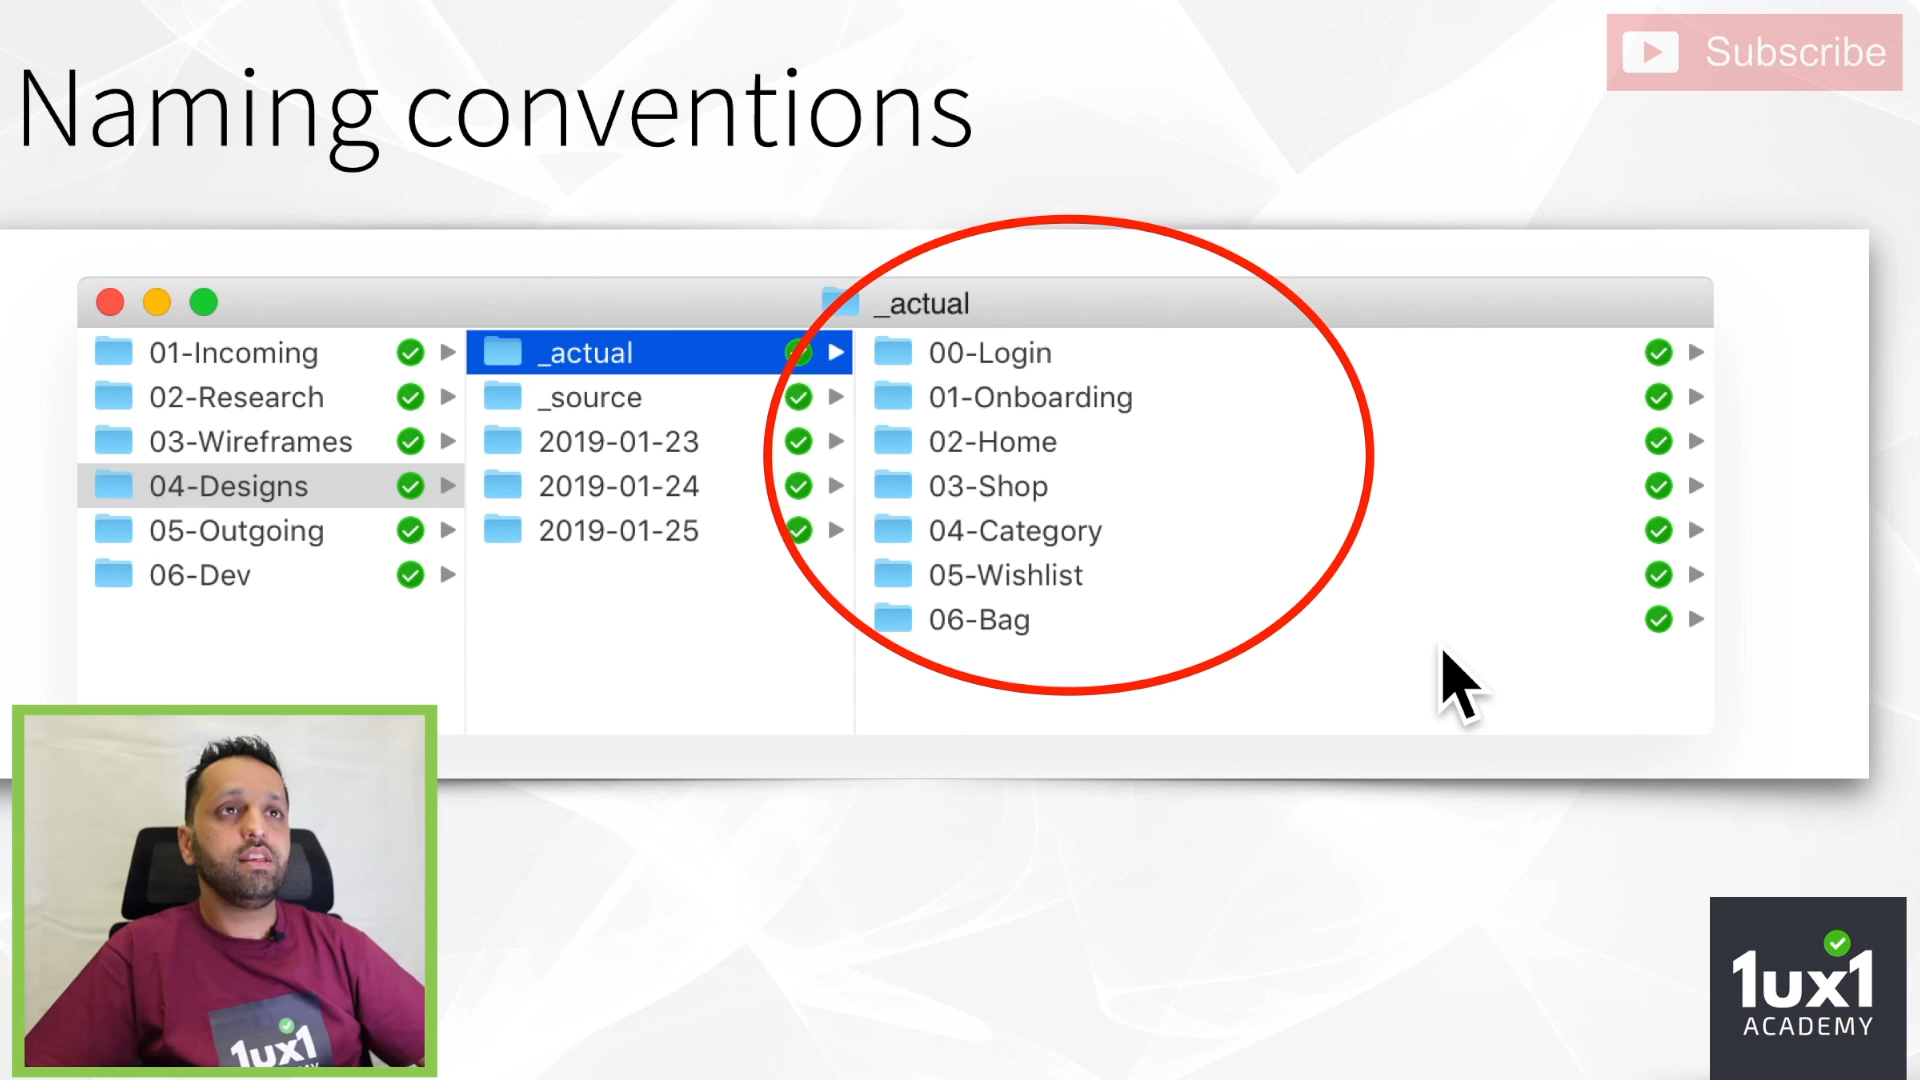 Subscribe
Naming conventions
_actual
01-Incoming
02-Research
03-Wireframes
04-Designs
05-Outgoing
06-Dev
_actual
_source
2019-01-23
2019-01-24
2019-01-25
00-Login
01-Onboarding
02-Home
03-Shop
04-Category
05-Wishlist
06-Bag
1ux1
1ux1
ACADEMY